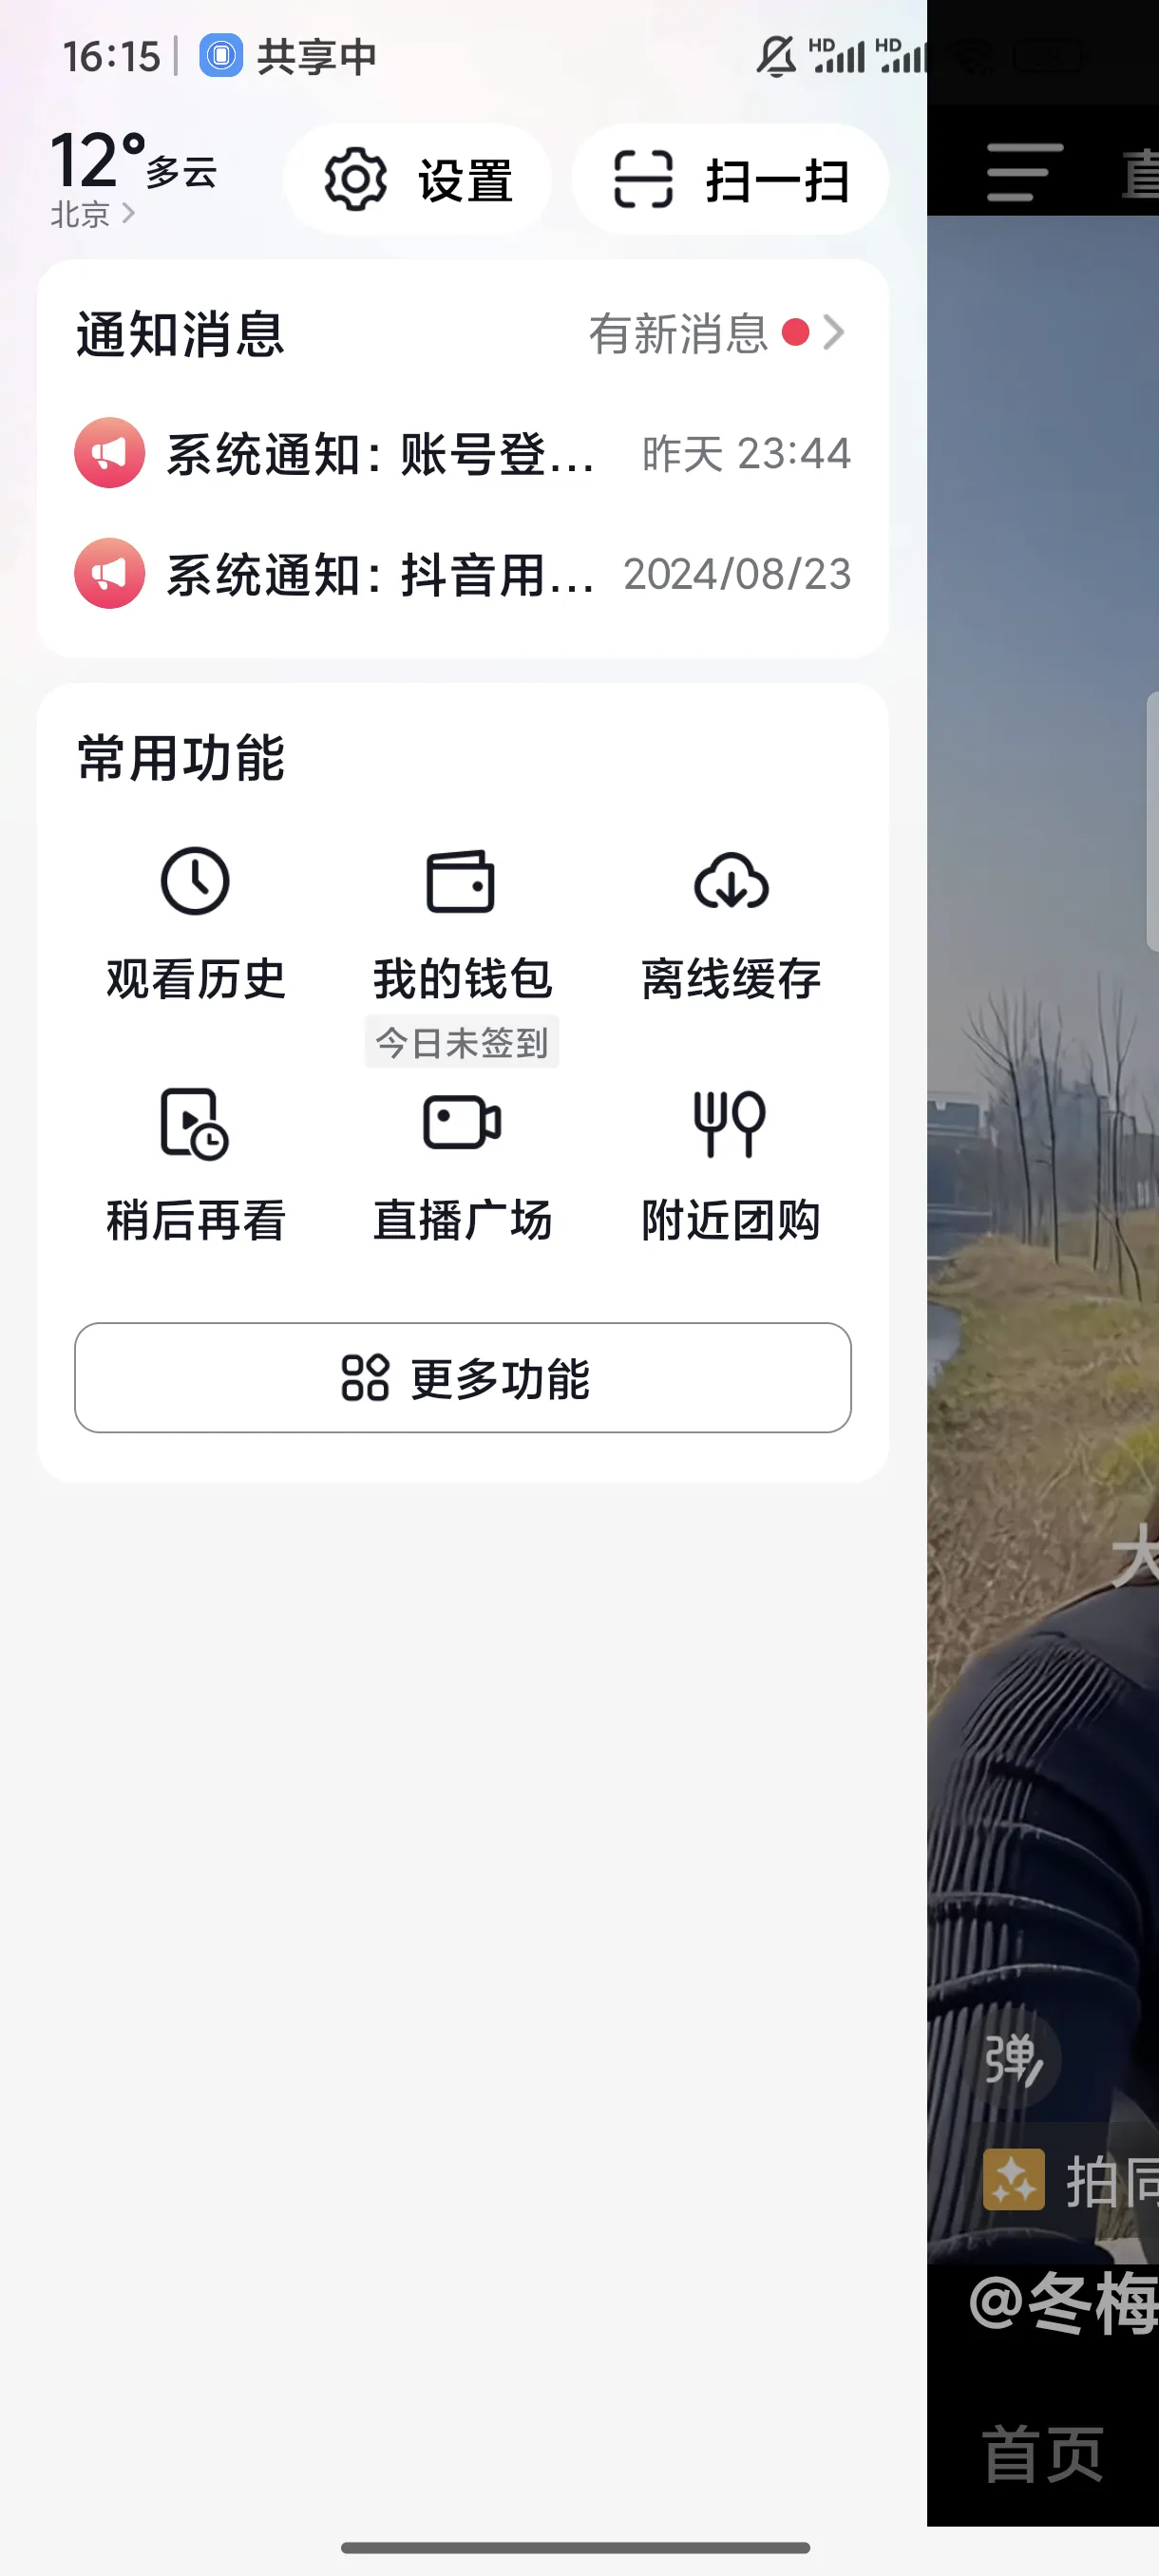 16:15 共享中 HD HD
12° 多云
北京
设置
扫一扫
直
通知消息
有新消息
系统通知：账号登... 昨天 23:44
系统通知：抖音用... 2024/08/23
常用功能
观看历史 我的钱包 离线缓存
今日未签到
稍后再看 直播广场 附近团购
更多功能
大
弹
拍同
@冬梅
首页